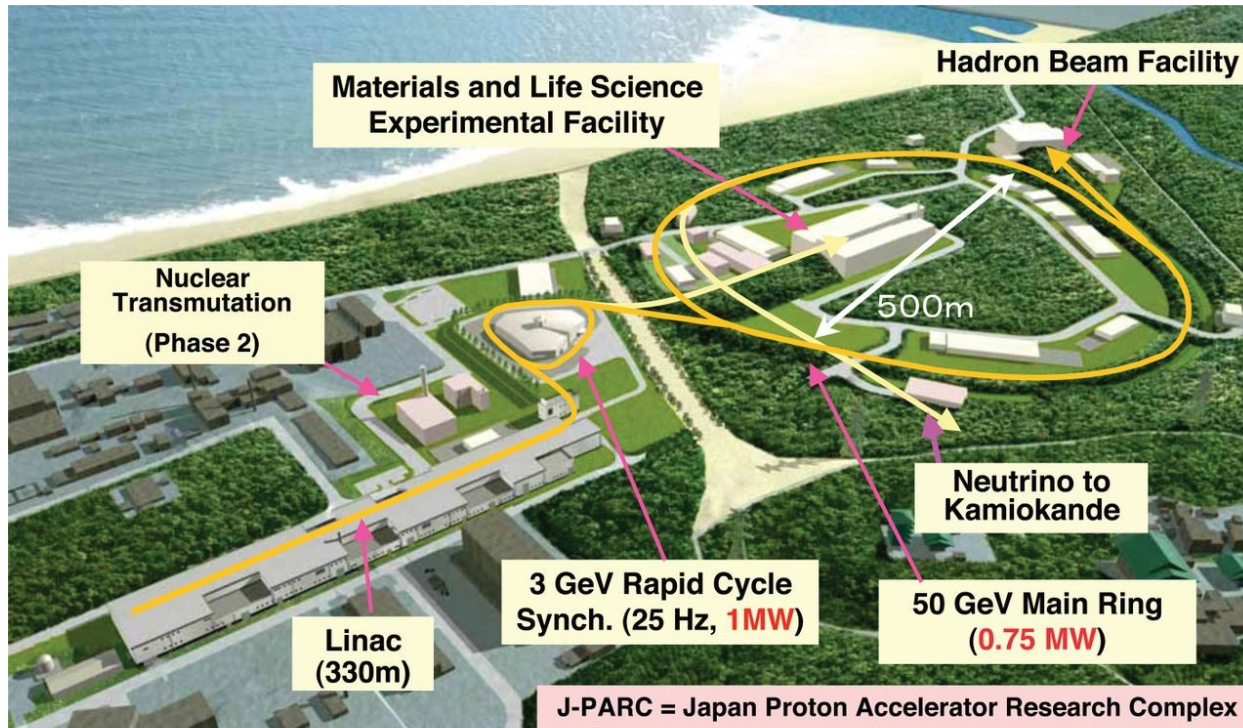 Hadron Beam Facility
Materials and Life Science
Experimental Facility
Nuclear
Transmutation
(Phase 2)
500m
Neutrino to
Kamiokande
3 GeV Rapid Cycle
Synch. (25 Hz, 1MW)
50 GeV Main Ring
(0.75 MW)
Linac
(330m)
J-PARC = Japan Proton Accelerator Research Complex